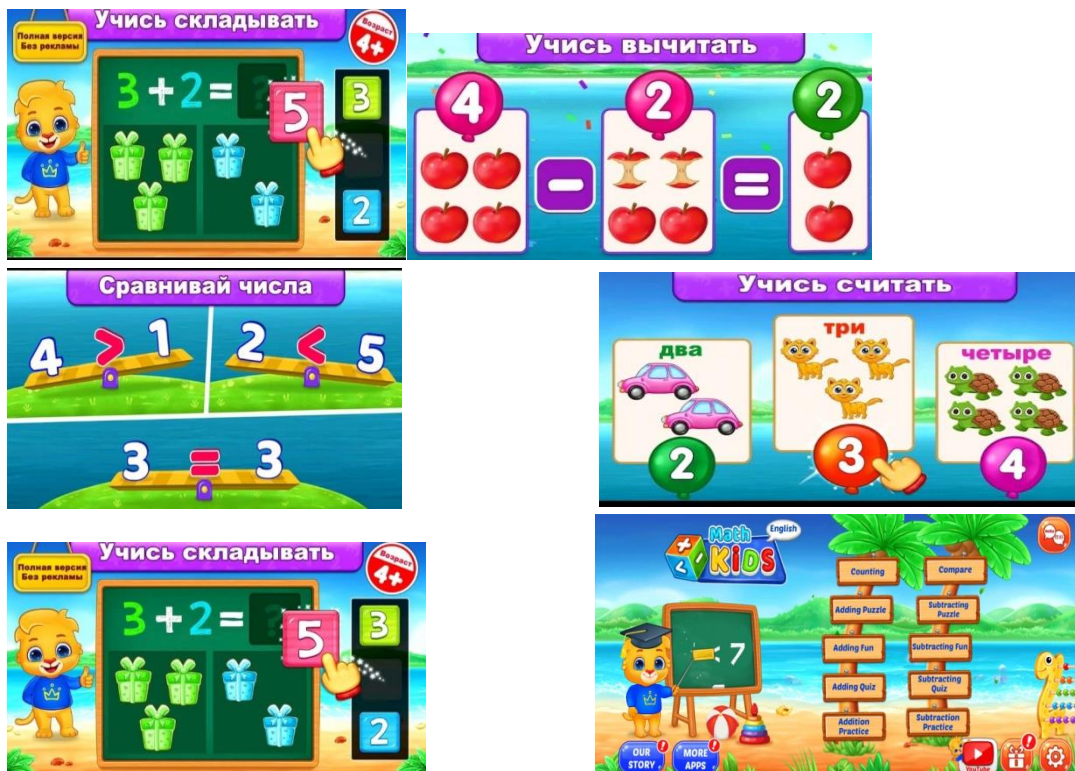 Учись складывать
Полная версия
Без рекламы
Возраст
4+
3+2=?
5
3
2
Учись вычитать
4 - 2 = 2
Сравнивай числа
4 > 1
2 < 5
3 = 3
Учись считать
два
2
три
3
четыре
4
Учись складывать
Полная версия
Без рекламы
Возраст
4+
3+2=?
5
3
2
Math
KiDS
English
7
Counting
Compare
Adding Puzzle
Subtracting
Puzzle
Adding Fun
Subtracting Fun
Adding Quiz
Subtracting
Quiz
Addition
Practice
Subtraction
Practice
OUR
STORY
MORE
APPS
YouTube